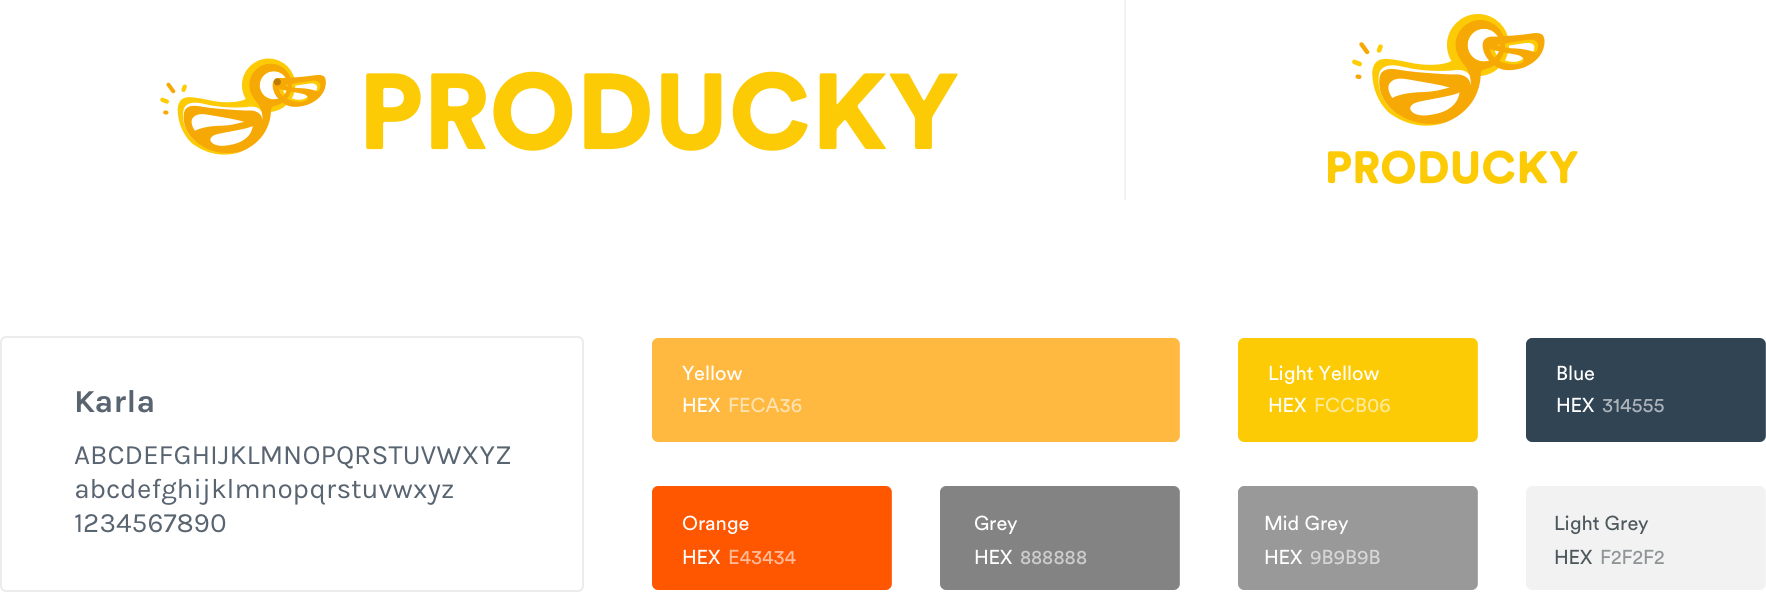 PRODUCKY
PRODUCKY
Karla
ABCDEFGHIJKLMNOPQRSTUVWXYZ
abcdefghijklmnopqrstuvwxyz
1234567890
Yellow
HEX FECA36
Light Yellow
HEX FCCB06
Blue
HEX 314555
Orange
HEX E43434
Grey
HEX 888888
Mid Grey
HEX 9B9B9B
Light Grey
HEX F2F2F2